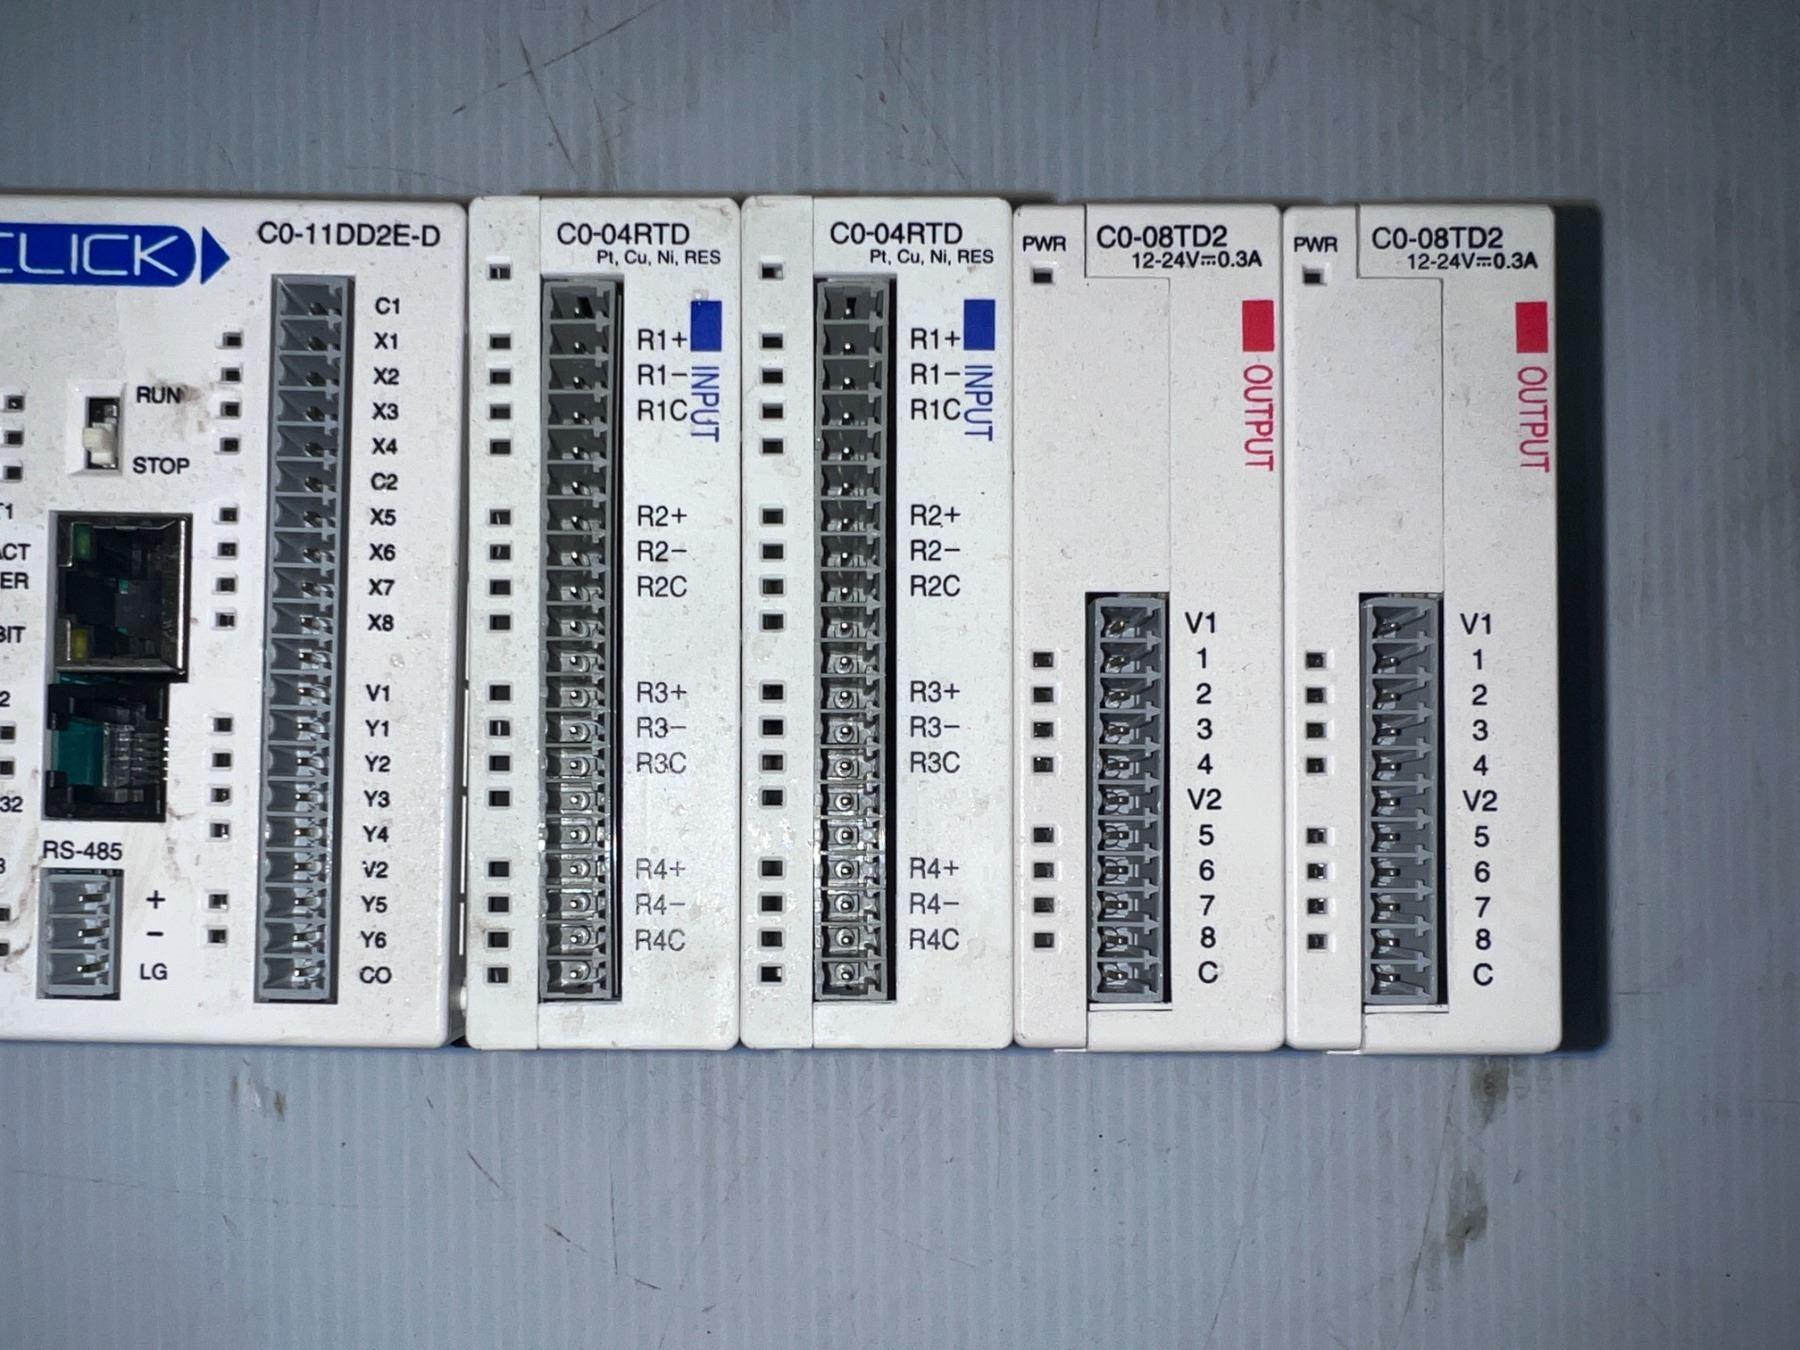 CLICK
C0-11DD2E-D
C1
X1
X2
X3
X4
C2
X5
X6
X7
X8
V1
Y1
Y2
Y3
Y4
V2
Y5
Y6
CO
RUN
STOP
RS-485
+
−
LG
C0-04RTD
Pt, Cu, Ni, RES
INPUT
R1+
R1−
R1C
R2+
R2−
R2C
R3+
R3−
R3C
R4+
R4−
R4C
C0-04RTD
Pt, Cu, Ni, RES
INPUT
R1+
R1−
R1C
R2+
R2−
R2C
R3+
R3−
R3C
R4+
R4−
R4C
PWR
C0-08TD2
12-24V⎓0.3A
OUTPUT
V1
1
2
3
4
V2
5
6
7
8
C
PWR
C0-08TD2
12-24V⎓0.3A
OUTPUT
V1
1
2
3
4
V2
5
6
7
8
C